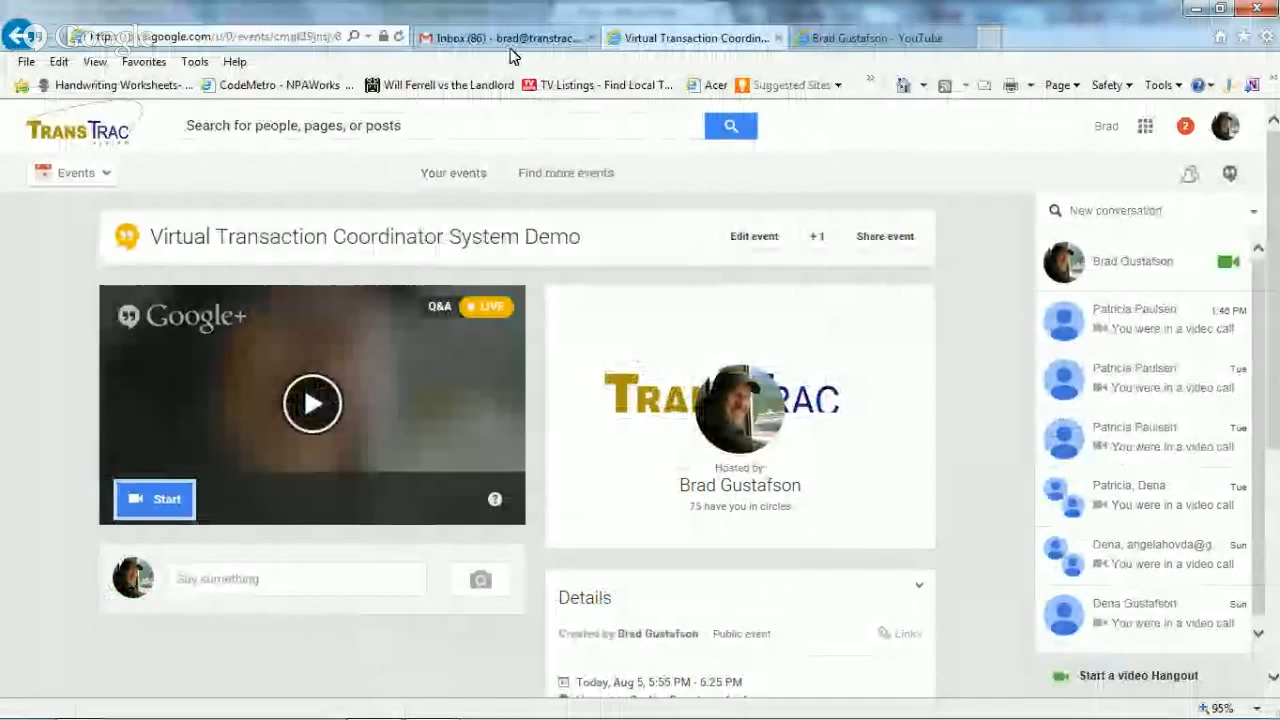 google.com/u/0/events/cmgk19jnsj
Inbox (86) - brad@transtrac...
Virtual Transaction Coordin...
Brad Gustafson - YouTube
File Edit View Favorites Tools Help
Handwriting Worksheets-...
CodeMetro - NPAWorks ...
Will Ferrell vs the Landlord
TV Listings - Find Local T...
Acer
Suggested Sites
Page Safety Tools
TRANSTRAC
Search for people, pages, or posts
Brad
2
Events
Your events
Find more events
New conversation
Virtual Transaction Coordinator System Demo
Edit event
+1
Share event
Brad Gustafson
Google+
Q&A
LIVE
Patricia Paulsen 1:46 PM
You were in a video call
Patricia Paulsen Tue
You were in a video call
Patricia Paulsen Tue
You were in a video call
Hosted by
Brad Gustafson
75 have you in circles
Start
?
Patricia, Dena Tue
You were in a video call
Dena, angelahovda@g. Sun
You were in a video call
Dena Gustafson Sun
You were in a video call
Say something
Details
Created by Brad Gustafson Public event
Links
Today, Aug 5, 5:55 PM - 6:25 PM
Start a video Hangout
95%